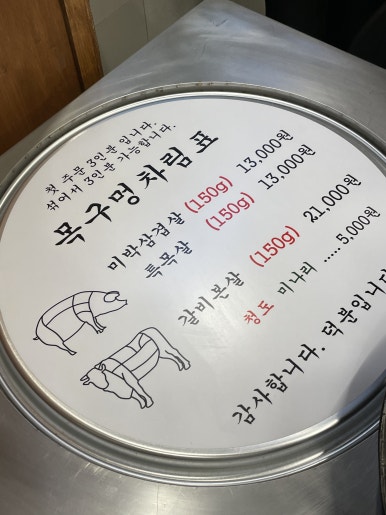 첫 주문 3인분 입니다.
섞어서 3인분 가능합니다.
목구멍 차림표
미박삼겹살 (150g) 13,000원
특목살 (150g) 13,000원
갈비본살 (150g) 21,000원
청도 미나리 ..... 5,000원
감사합니다. 덕분입니다